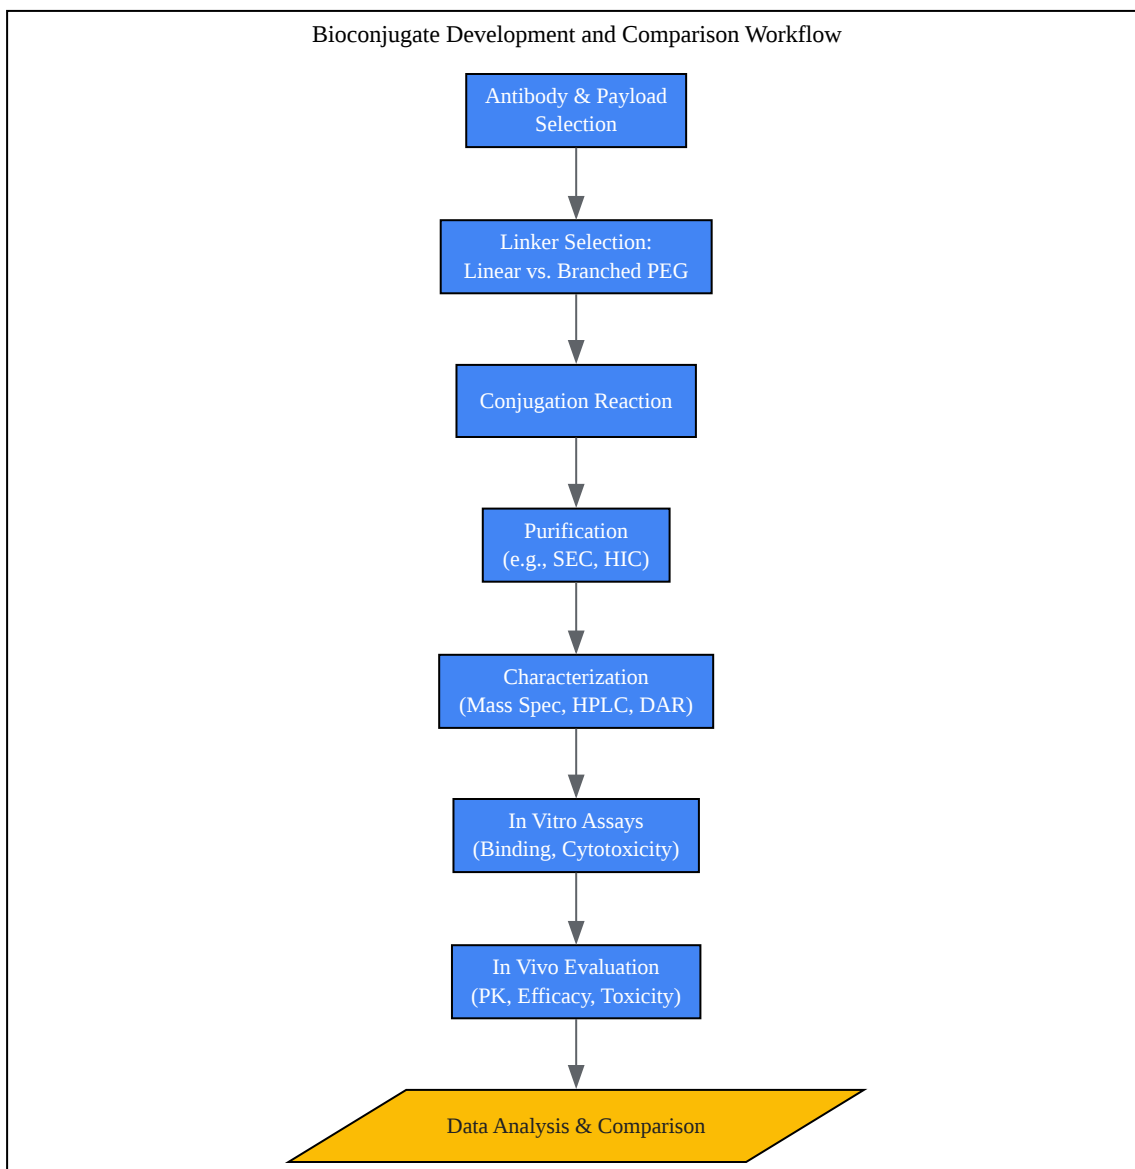 Bioconjugate Development and Comparison Workflow
Antibody & Payload
Selection
Linker Selection:
Linear vs. Branched PEG
Conjugation Reaction
Purification
(e.g., SEC, HIC)
Characterization
(Mass Spec, HPLC, DAR)
In Vitro Assays
(Binding, Cytotoxicity)
In Vivo Evaluation
(PK, Efficacy, Toxicity)
Data Analysis & Comparison